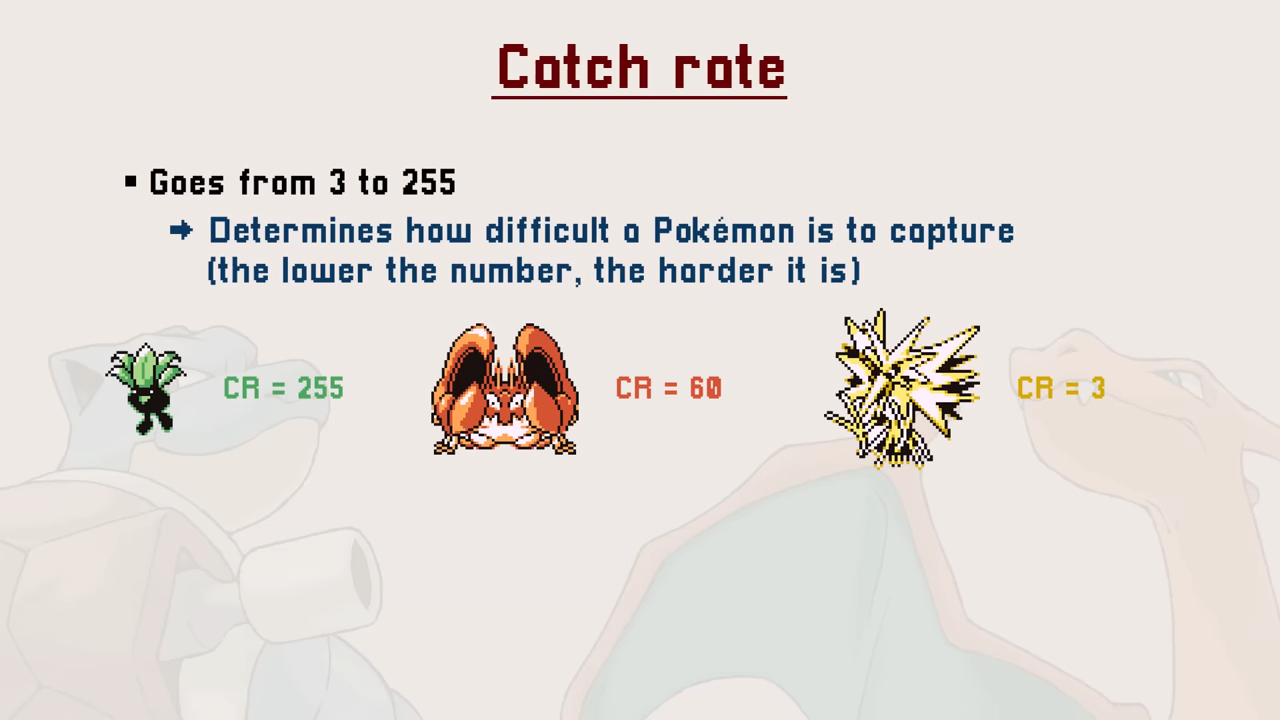 Catch rate
▪ Goes from 3 to 255
➔ Determines how difficult a Pokémon is to capture
(the lower the number, the harder it is)
CR = 255
CR = 60
CR = 3